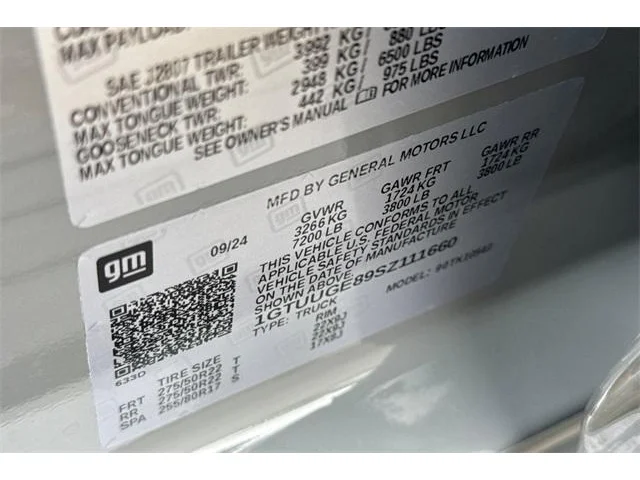 MAX PAYLOAD
880 LBS
SAE J2807 TRAILER WEIGHT
CONVENTIONAL TWR: 3992 KG/
MAX TONGUE WEIGHT: 399 KG/
GOOSENECK TWR: 2948 KG/ 6500 LBS
MAX TONGUE WEIGHT: 442 KG/ 975 LBS
SEE OWNER'S MANUAL FOR MORE INFORMATION
MFD BY GENERAL MOTORS LLC
gm
09/24
GVWR GAWR FRT GAWR RR
3266 KG 1724 KG 1724 KG
7200 LB 3800 LB 3800 LB
THIS VEHICLE CONFORMS TO ALL
APPLICABLE U.S. FEDERAL MOTOR
VEHICLE SAFETY STANDARDS IN EFFECT
ON THE DATE OF MANUFACTURE
SHOWN ABOVE.
1GTUUGE89SZ111660
TYPE: TRUCK MODEL:
633D
TIRE SIZE RIM
FRT 275/50R22 T 22X9J
RR 275/50R22 T 22X9J
SPA 255/80R17 S 17X8J